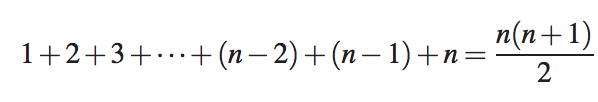 1+2+3+⋯+(n−2)+(n−1)+n = n(n+1)/2